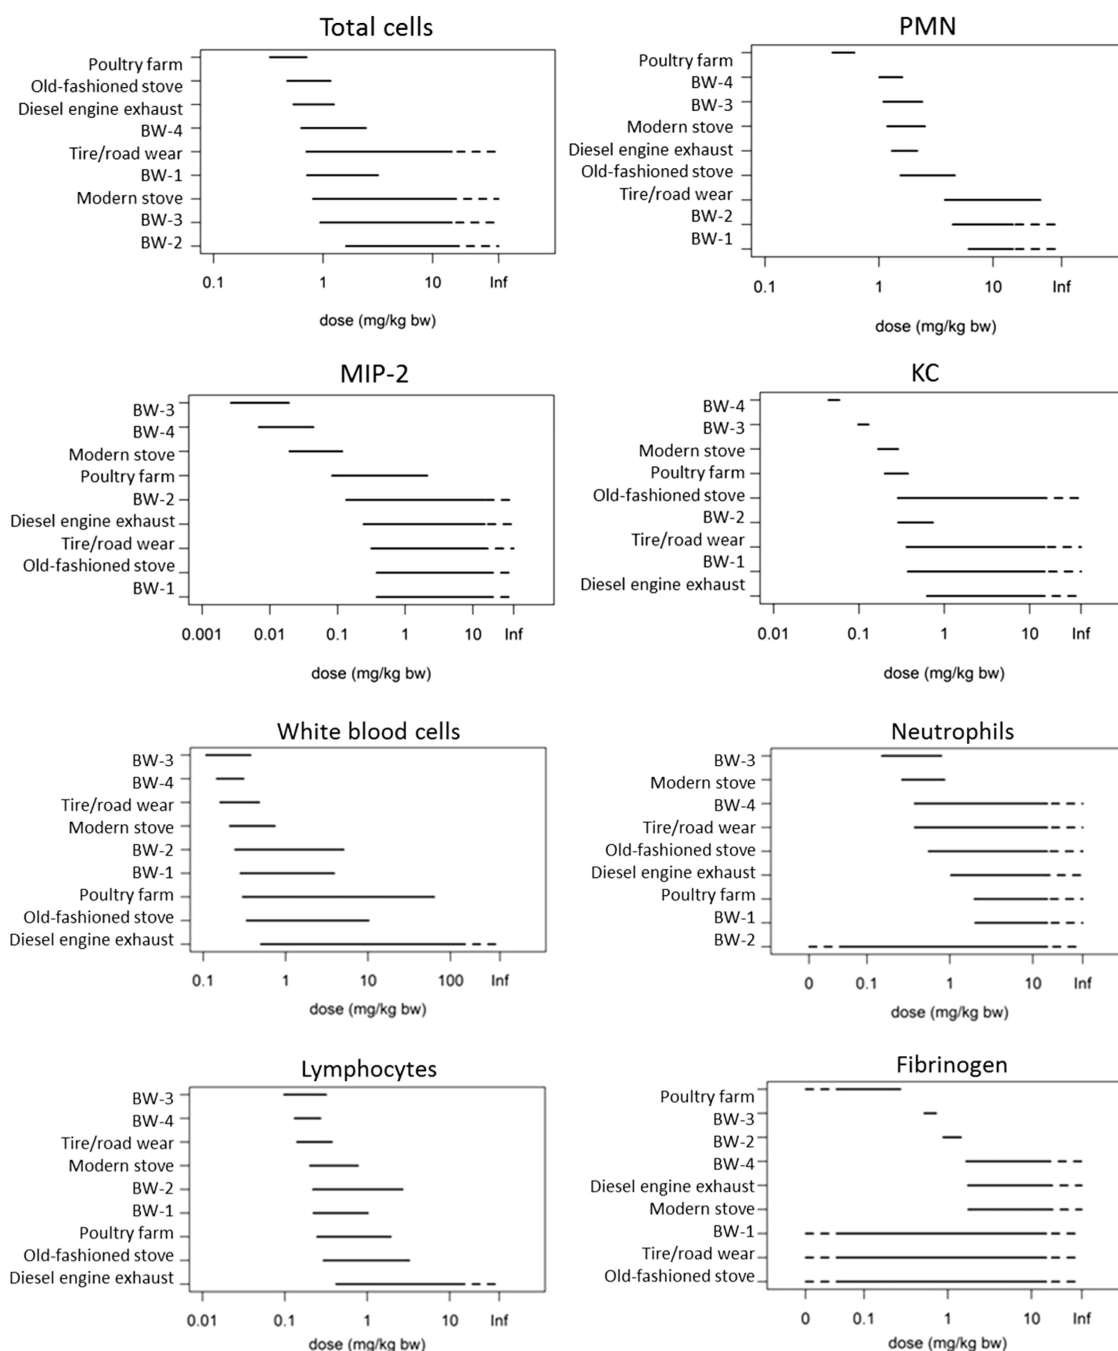 Total cells
Poultry farm
Old-fashioned stove
Diesel engine exhaust
BW-4
Tire/road wear
BW-1
Modern stove
BW-3
BW-2
0.1 1 10 Inf
dose (mg/kg bw)
PMN
Poultry farm
BW-4
BW-3
Modern stove
Diesel engine exhaust
Old-fashioned stove
Tire/road wear
BW-2
BW-1
0.1 1 10 Inf
dose (mg/kg bw)
MIP-2
BW-3
BW-4
Modern stove
Poultry farm
BW-2
Diesel engine exhaust
Tire/road wear
Old-fashioned stove
BW-1
0.001 0.01 0.1 1 10 Inf
dose (mg/kg bw)
KC
BW-4
BW-3
Modern stove
Poultry farm
Old-fashioned stove
BW-2
Tire/road wear
BW-1
Diesel engine exhaust
0.01 0.1 1 10 Inf
dose (mg/kg bw)
White blood cells
BW-3
BW-4
Tire/road wear
Modern stove
BW-2
BW-1
Poultry farm
Old-fashioned stove
Diesel engine exhaust
0.1 1 10 100 Inf
dose (mg/kg bw)
Neutrophils
BW-3
Modern stove
BW-4
Tire/road wear
Old-fashioned stove
Diesel engine exhaust
Poultry farm
BW-1
BW-2
0 0.1 1 10 Inf
dose (mg/kg bw)
Lymphocytes
BW-3
BW-4
Tire/road wear
Modern stove
BW-2
BW-1
Poultry farm
Old-fashioned stove
Diesel engine exhaust
0.01 0.1 1 10 Inf
dose (mg/kg bw)
Fibrinogen
Poultry farm
BW-3
BW-2
BW-4
Diesel engine exhaust
Modern stove
BW-1
Tire/road wear
Old-fashioned stove
0 0.1 1 10 Inf
dose (mg/kg bw)